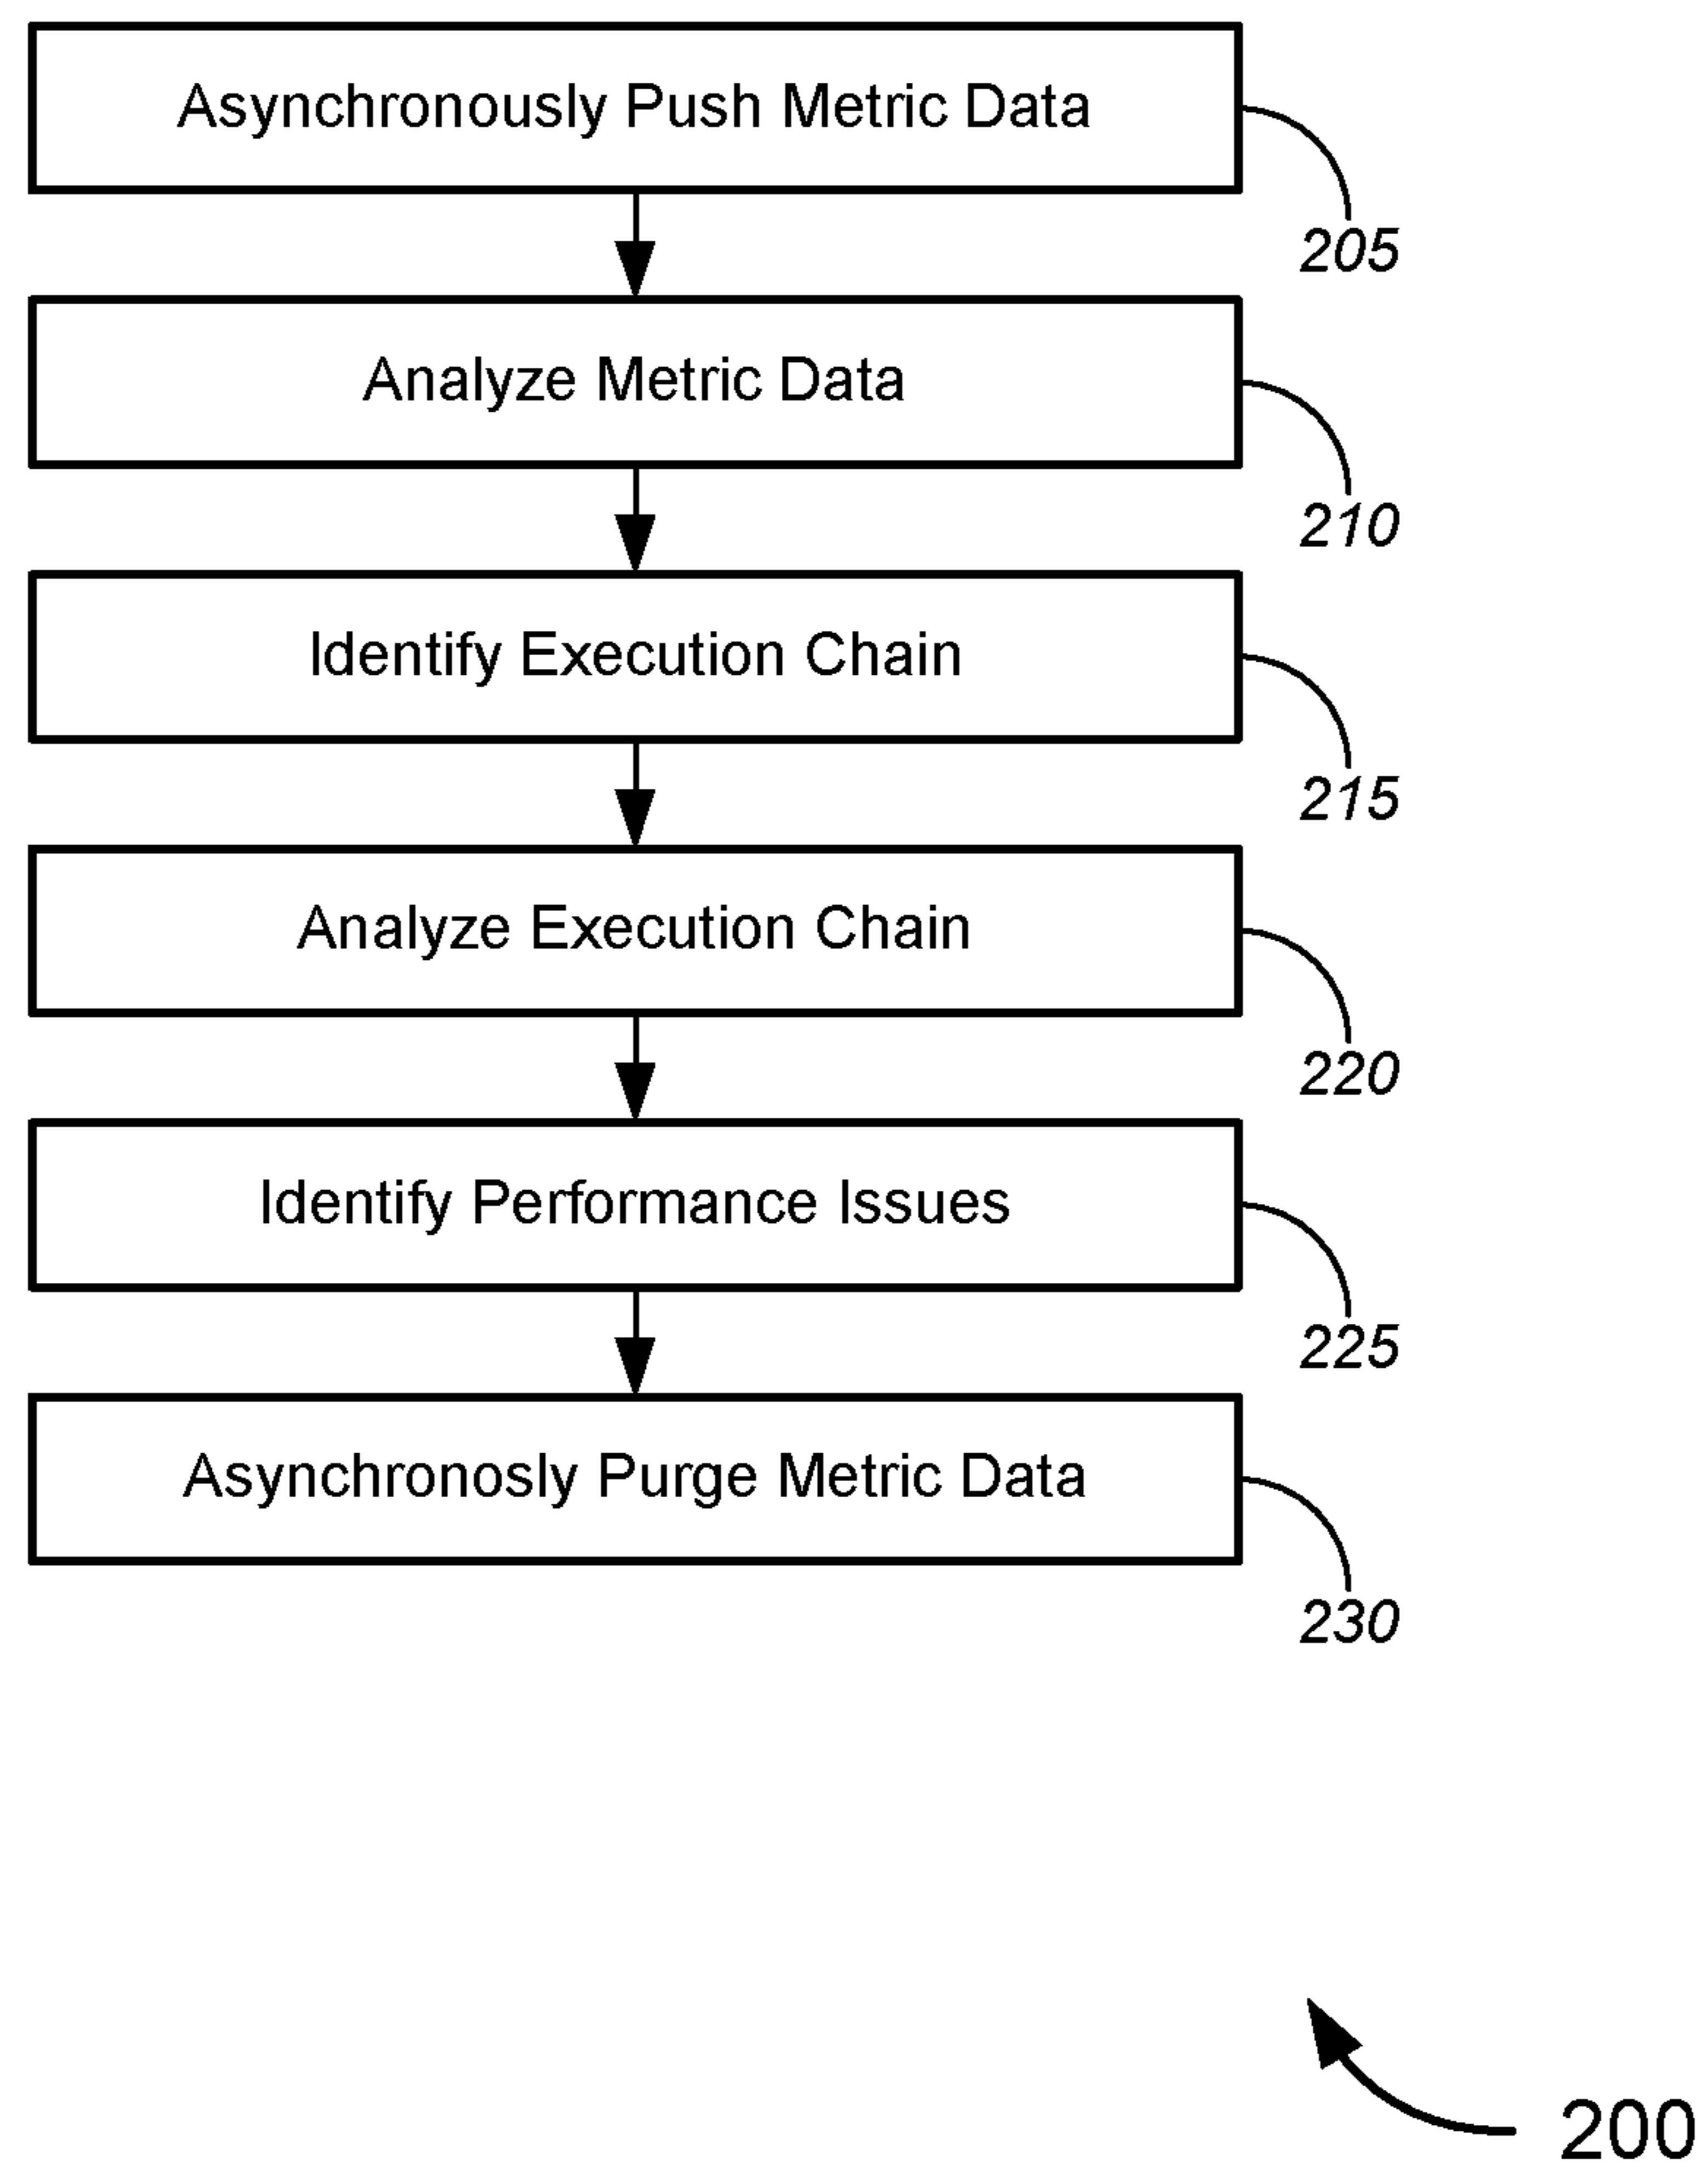 Asynchronously Push Metric Data
205
Analyze Metric Data
210
Identify Execution Chain
215
Analyze Execution Chain
220
Identify Performance Issues
225
Asynchronosly Purge Metric Data
230
200